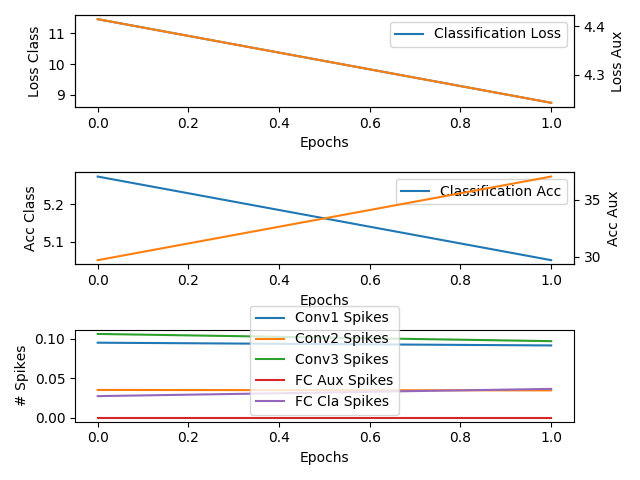 Loss Class
11
10
9
Classification Loss
4.4
4.3
Loss Aux
0.0 0.2 0.4 0.6 0.8 1.0
Epochs
Acc Class
5.2
5.1
Classification Acc
35
30
Acc Aux
0.0 0.2 0.4 0.6 0.8 1.0
Epochs
# Spikes
0.10
0.05
0.00
Conv1 Spikes
Conv2 Spikes
Conv3 Spikes
FC Aux Spikes
FC Cla Spikes
0.0 0.2 0.4 0.6 0.8 1.0
Epochs